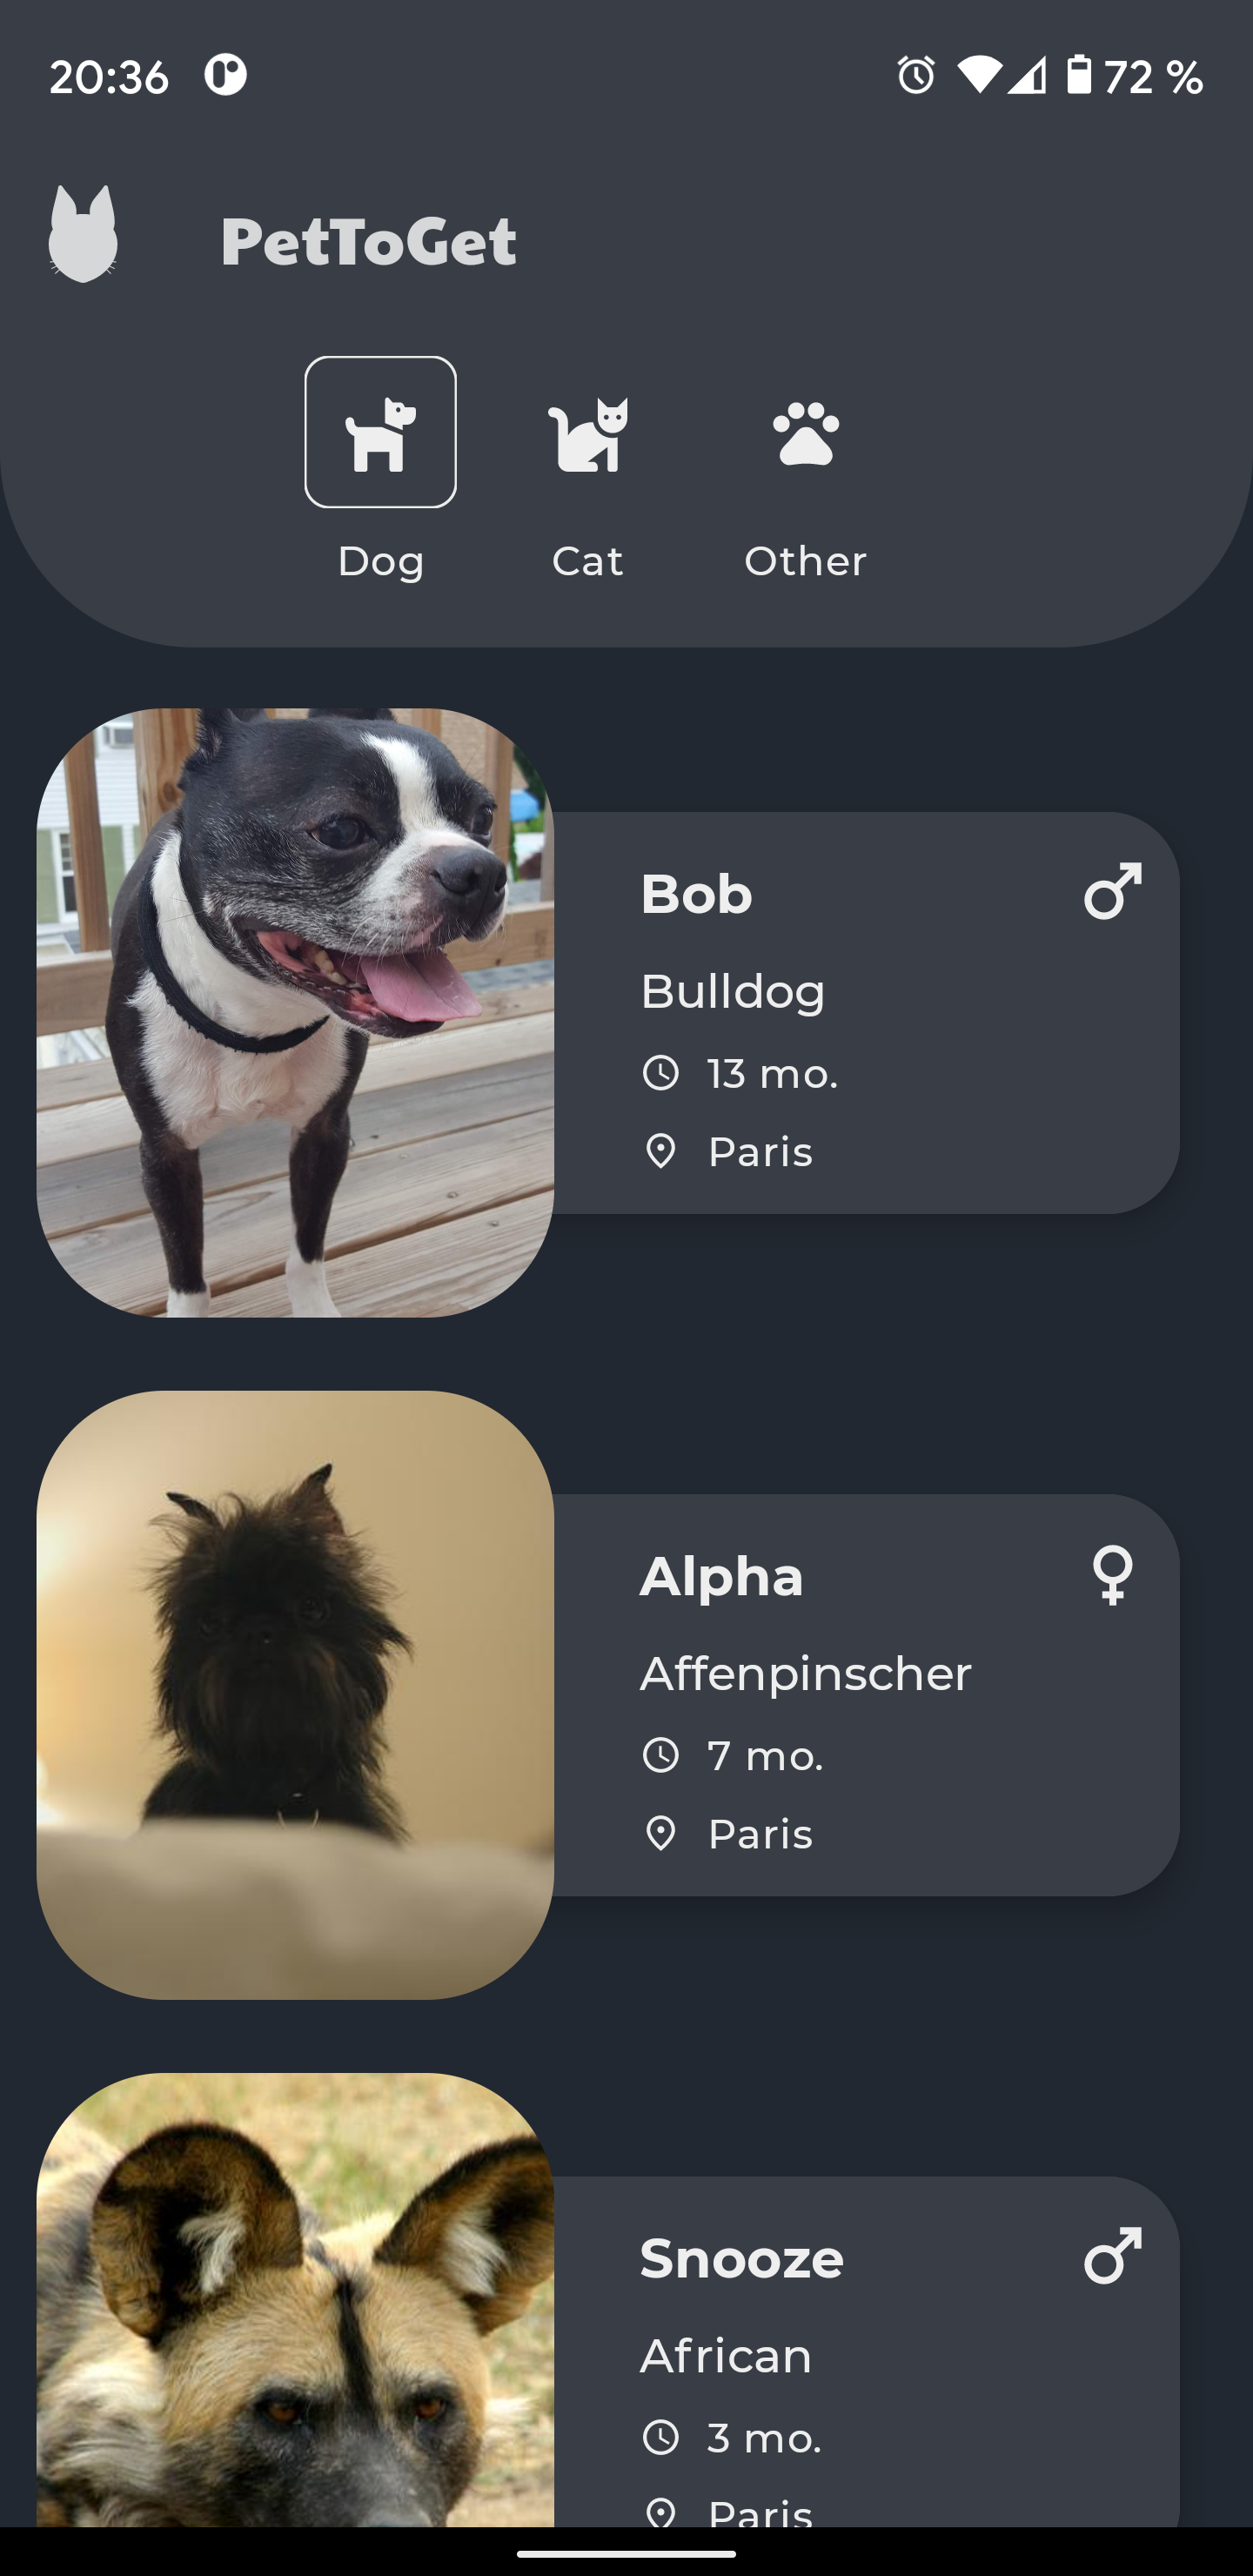 20:36
72 %
PetToGet
Dog
Cat
Other
Bob
Bulldog
13 mo.
Paris
Alpha
Affenpinscher
7 mo.
Paris
Snooze
African
3 mo.
Paris